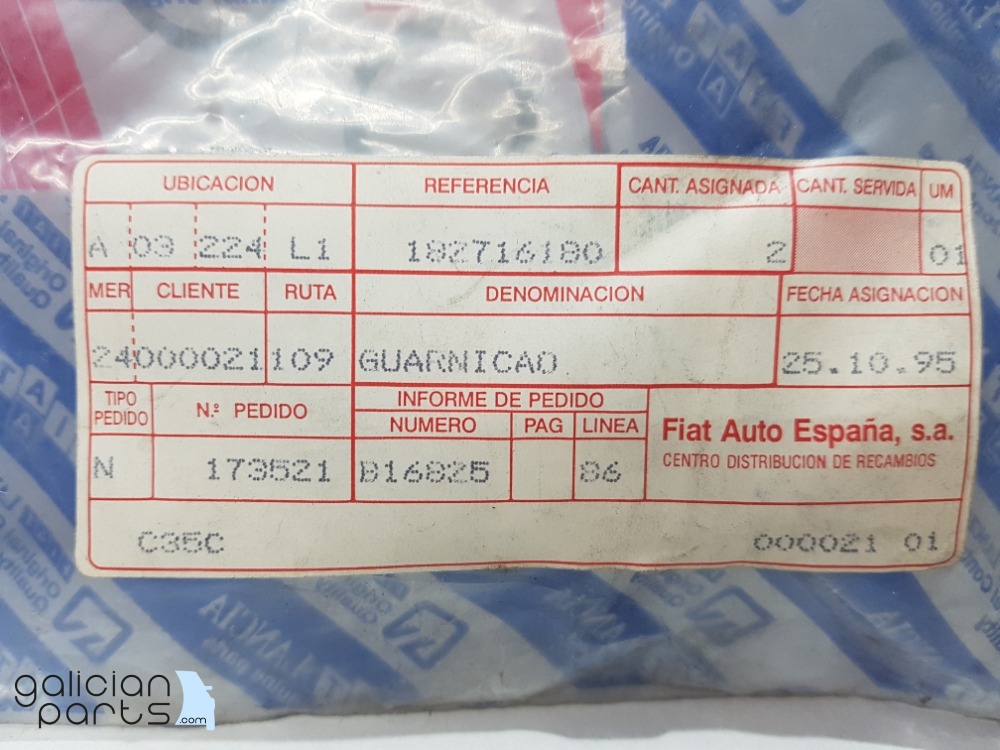 UBICACION REFERENCIA CANT. ASIGNADA CANT. SERVIDA UM
A 03 224 L1 182716180 2 01
MER CLIENTE RUTA DENOMINACION FECHA ASIGNACION
24000021 109 GUARNICAO 25.10.95
TIPO PEDIDO N.º PEDIDO INFORME DE PEDIDO
NUMERO PAG LINEA
Fiat Auto España, s.a.
CENTRO DISTRIBUCION DE RECAMBIOS
N 173521 B16825 86
C35C 000021 01
LANCIA
galician
parts.com